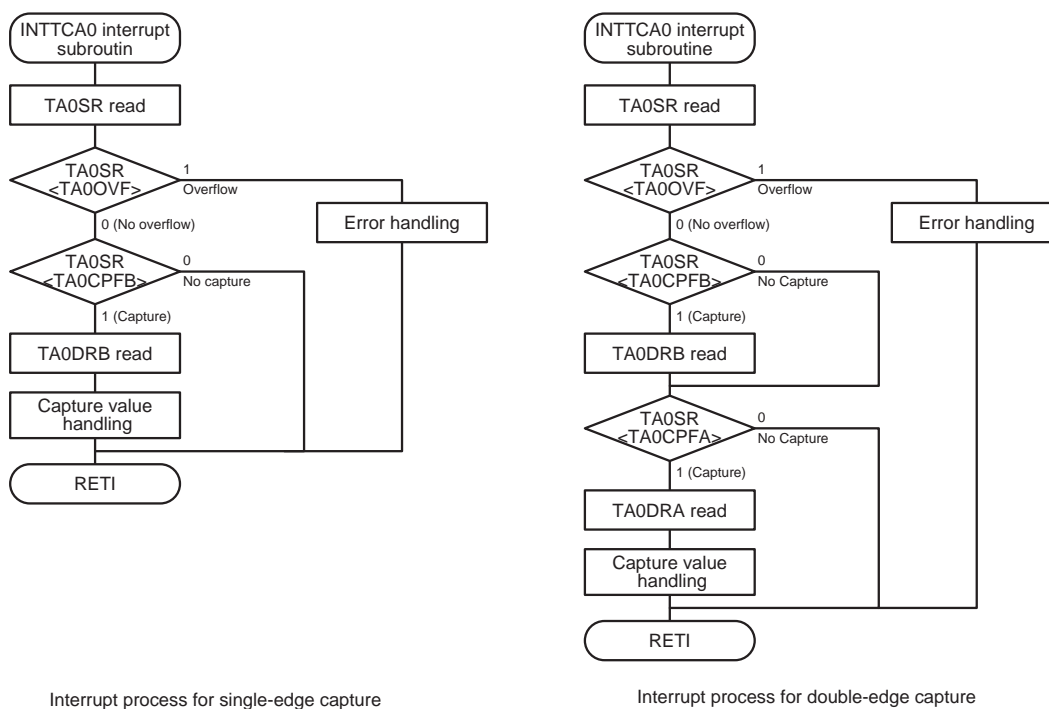 INTTCA0 interrupt
subroutin
TA0SR read
TA0SR
<TA0OVF>
1
Overflow
0 (No overflow)
Error handling
TA0SR
<TA0CPFB>
0
No capture
1 (Capture)
TA0DRB read
Capture value
handling
RETI
Interrupt process for single-edge capture
INTTCA0 interrupt
subroutine
TA0SR read
TA0SR
<TA0OVF>
1
Overflow
0 (No overflow)
Error handling
TA0SR
<TA0CPFB>
0
No Capture
1 (Capture)
TA0DRB read
TA0SR
<TA0CPFA>
0
No Capture
1 (Capture)
TA0DRA read
Capture value
handling
RETI
Interrupt process for double-edge capture